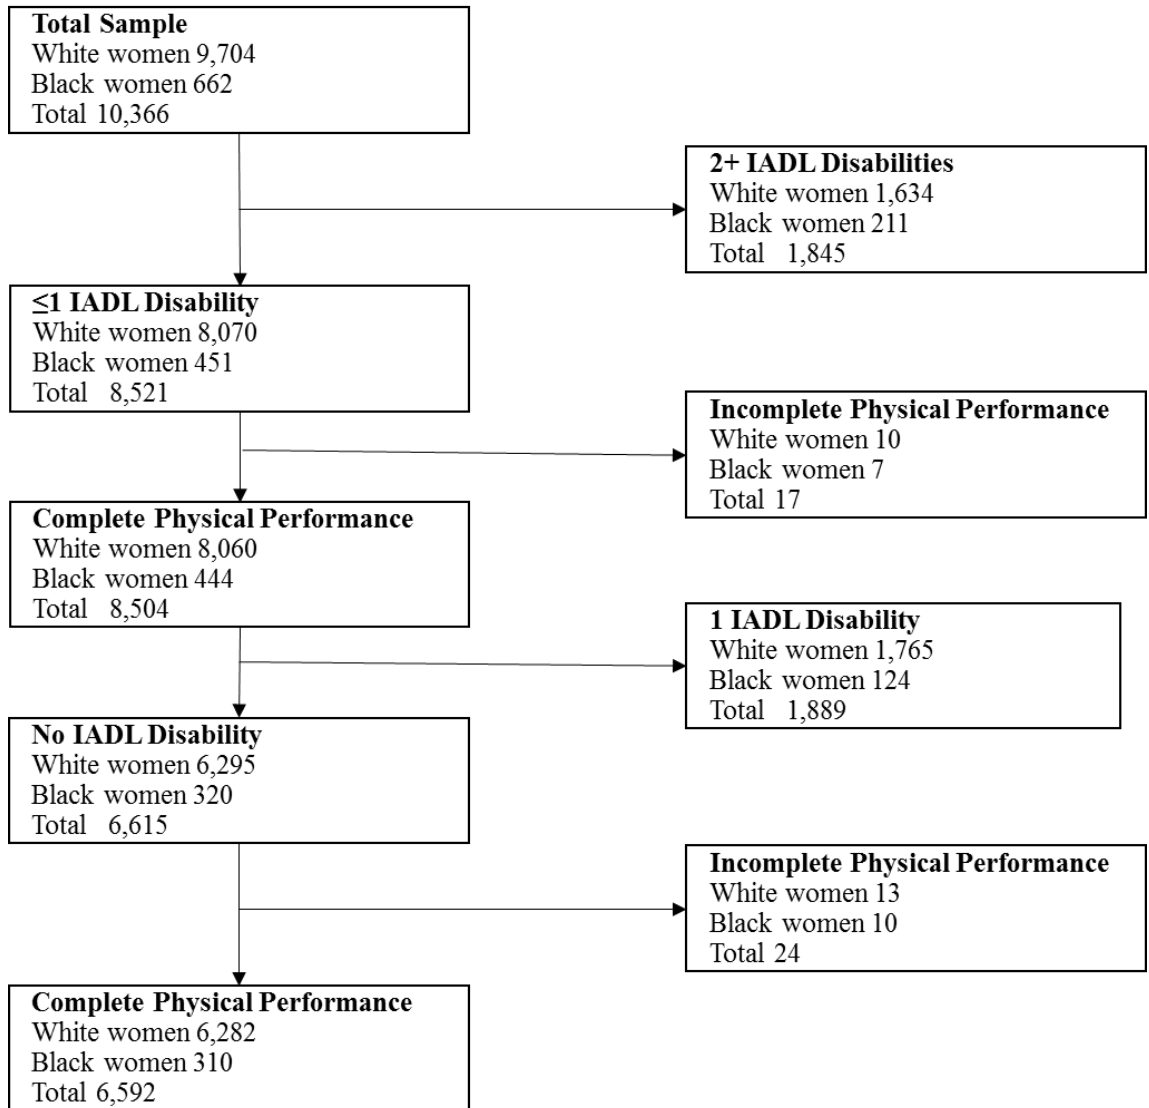 Total Sample
White women 9,704
Black women 662
Total 10,366
2+ IADL Disabilities
White women 1,634
Black women 211
Total 1,845
≤1 IADL Disability
White women 8,070
Black women 451
Total 8,521
Incomplete Physical Performance
White women 10
Black women 7
Total 17
Complete Physical Performance
White women 8,060
Black women 444
Total 8,504
1 IADL Disability
White women 1,765
Black women 124
Total 1,889
No IADL Disability
White women 6,295
Black women 320
Total 6,615
Incomplete Physical Performance
White women 13
Black women 10
Total 24
Complete Physical Performance
White women 6,282
Black women 310
Total 6,592